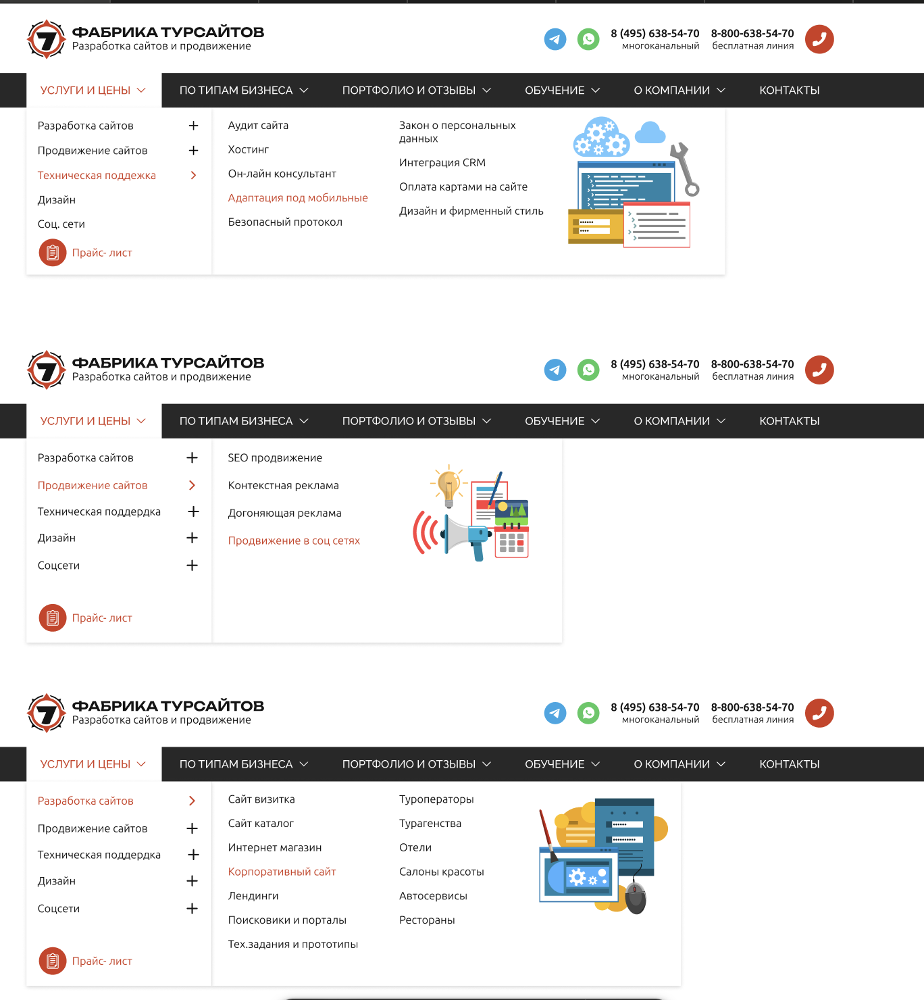 ФАБРИКА ТУРСАЙТОВ
Разработка сайтов и продвижение
8 (495) 638-54-70
многоканальный
8-800-638-54-70
бесплатная линия
УСЛУГИ И ЦЕНЫ
ПО ТИПАМ БИЗНЕСА
ПОРТФОЛИО И ОТЗЫВЫ
ОБУЧЕНИЕ
О КОМПАНИИ
КОНТАКТЫ
Разработка сайтов
Продвижение сайтов
Техническая поддежка
Дизайн
Соц. сети
Прайс- лист
Аудит сайта
Хостинг
Он-лайн консультант
Адаптация под мобильные
Безопасный протокол
Закон о персональных
данных
Интеграция CRM
Оплата картами на сайте
Дизайн и фирменный стиль
ФАБРИКА ТУРСАЙТОВ
Разработка сайтов и продвижение
8 (495) 638-54-70
многоканальный
8-800-638-54-70
бесплатная линия
УСЛУГИ И ЦЕНЫ
ПО ТИПАМ БИЗНЕСА
ПОРТФОЛИО И ОТЗЫВЫ
ОБУЧЕНИЕ
О КОМПАНИИ
КОНТАКТЫ
Разработка сайтов
Продвижение сайтов
Техническая поддердка
Дизайн
Соцсети
Прайс- лист
SEO продвижение
Контекстная реклама
Догоняющая реклама
Продвижение в соц сетях
ФАБРИКА ТУРСАЙТОВ
Разработка сайтов и продвижение
8 (495) 638-54-70
многоканальный
8-800-638-54-70
бесплатная линия
УСЛУГИ И ЦЕНЫ
ПО ТИПАМ БИЗНЕСА
ПОРТФОЛИО И ОТЗЫВЫ
ОБУЧЕНИЕ
О КОМПАНИИ
КОНТАКТЫ
Разработка сайтов
Продвижение сайтов
Техническая поддердка
Дизайн
Соцсети
Прайс- лист
Сайт визитка
Сайт каталог
Интернет магазин
Корпоративный сайт
Лендинги
Поисковики и порталы
Тех.задания и прототипы
Туроператоры
Турагенства
Отели
Салоны красоты
Автосервисы
Рестораны